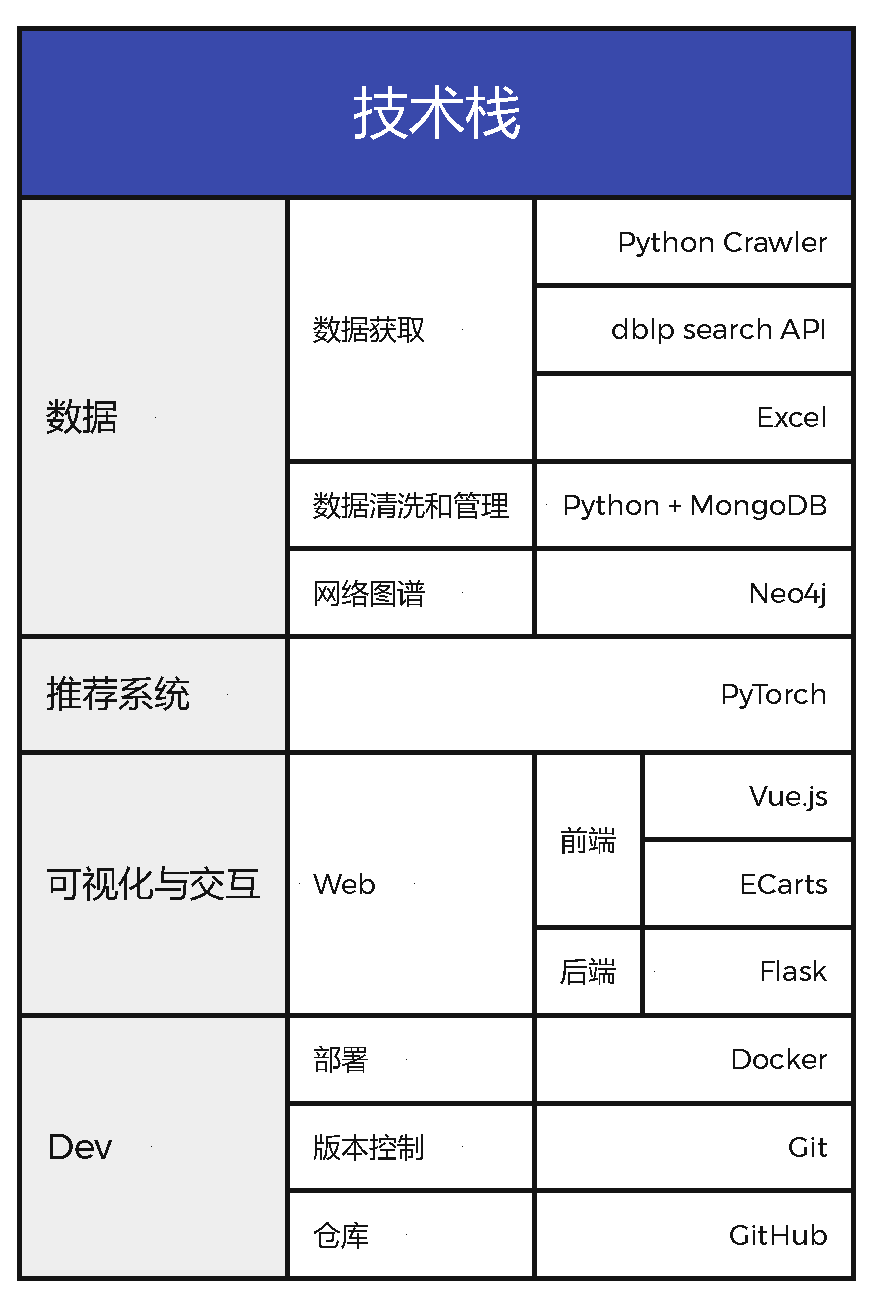 技术栈
数据
数据获取
Python Crawler
dblp search API
Excel
数据清洗和管理
Python + MongoDB
网络图谱
Neo4j
推荐系统
PyTorch
可视化与交互
Web
前端
Vue.js
ECarts
后端
Flask
Dev
部署
Docker
版本控制
Git
仓库
GitHub